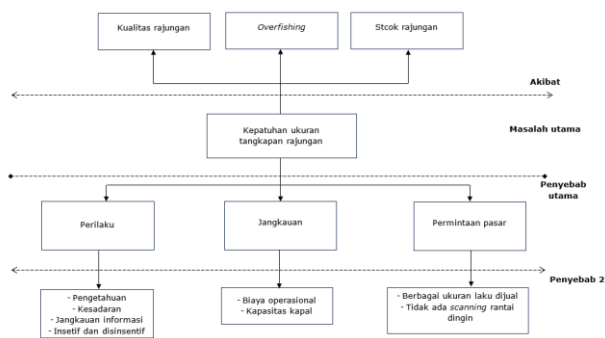 Kualitas rajungan
Overfishing
Stcok rajungan
Akibat
Kepatuhan ukuran
tangkapan rajungan
Masalah utama
Penyebab
utama
Perilaku
Jangkauan
Permintaan pasar
Penyebab 2
- Pengetahuan
- Kesadaran
- Jangkauan informasi
- Insetif dan disinsentif
- Biaya operasional
- Kapasitas kapal
- Berbagai ukuran laku dijual
- Tidak ada scanning rantai
dingin